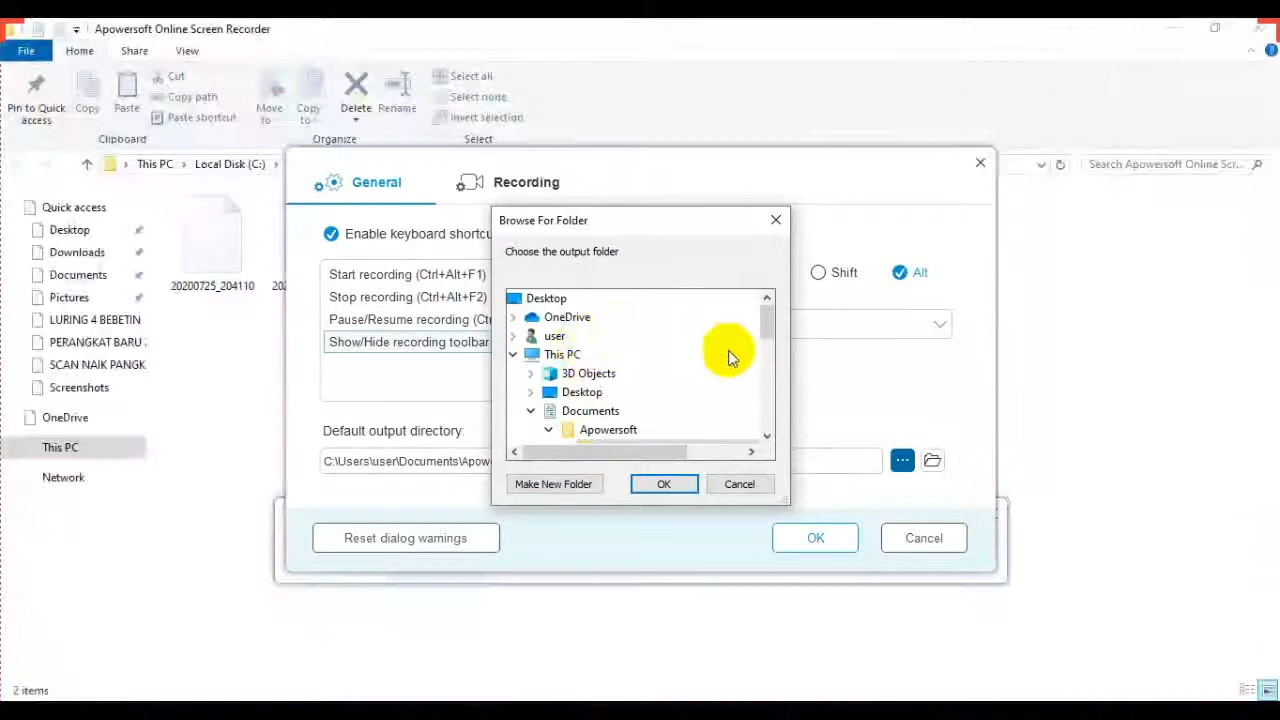 Apowersoft Online Screen Recorder
File
Home
Share
View
Pin to Quick access
Copy
Paste
Cut
Copy path
Paste shortcut
Clipboard
Move to
Copy to
Delete
Rename
Organize
Select all
Select none
Invert selection
Select
This PC
Local Disk (C:)
Search Apowersoft Online Scr...
Quick access
Desktop
Downloads
Documents
Pictures
LURING 4 BEBETIN
PERANGKAT BARU
SCAN NAIK PANGK
Screenshots
OneDrive
This PC
Network
20200725_204110
General
Recording
Enable keyboard shortcu
Start recording (Ctrl+Alt+F1)
Stop recording (Ctrl+Alt+F2)
Pause/Resume recording (Ct
Show/Hide recording toolbar
Shift
Alt
Default output directory:
C:\Users\user\Documents\Apow
Reset dialog warnings
OK
Cancel
Browse For Folder
Choose the output folder
Desktop
OneDrive
user
This PC
3D Objects
Desktop
Documents
Apowersoft
Make New Folder
OK
Cancel
2 items